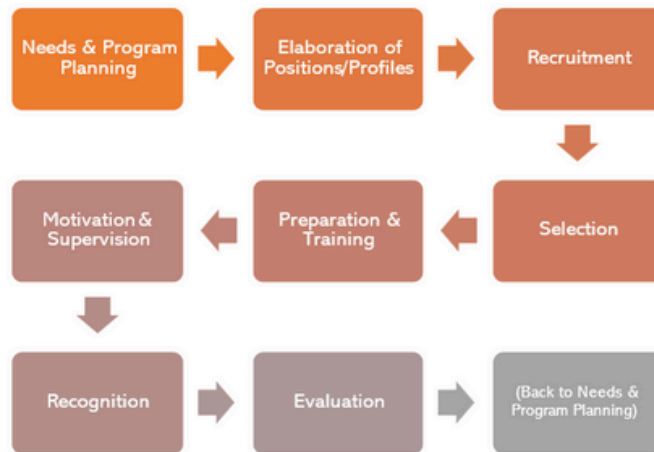 Needs & Program
Planning
Elaboration of
Positions/Profiles
Recruitment
Motivation &
Supervision
Preparation &
Training
Selection
Recognition
Evaluation
(Back to Needs &
Program Planning)